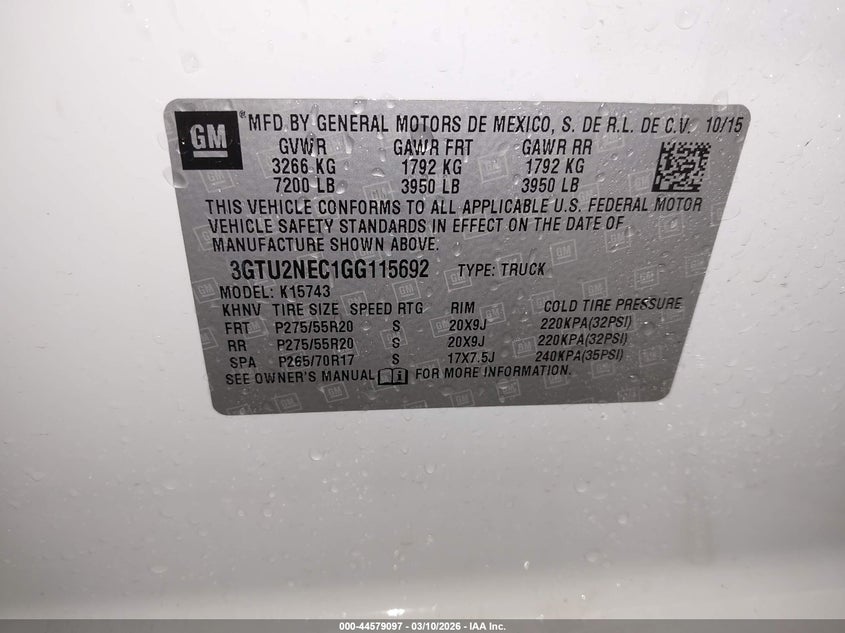 GM
MFD BY GENERAL MOTORS DE MEXICO, S. DE R.L. DE C.V. 10/15
GVWR GAWR FRT GAWR RR
3266 KG 1792 KG 1792 KG
7200 LB 3950 LB 3950 LB
THIS VEHICLE CONFORMS TO ALL APPLICABLE U.S. FEDERAL MOTOR
VEHICLE SAFETY STANDARDS IN EFFECT ON THE DATE OF
MANUFACTURE SHOWN ABOVE.
3GTU2NEC1GG115692 TYPE: TRUCK
MODEL: K15743
KHNV TIRE SIZE SPEED RTG RIM COLD TIRE PRESSURE
FRT P275/55R20 S 20X9J 220KPA(32PSI)
RR P275/55R20 S 20X9J 220KPA(32PSI)
SPA P265/70R17 S 17X7.5J 240KPA(35PSI)
SEE OWNER'S MANUAL FOR MORE INFORMATION.
000-44579097 - 03/10/2026 - IAA Inc.